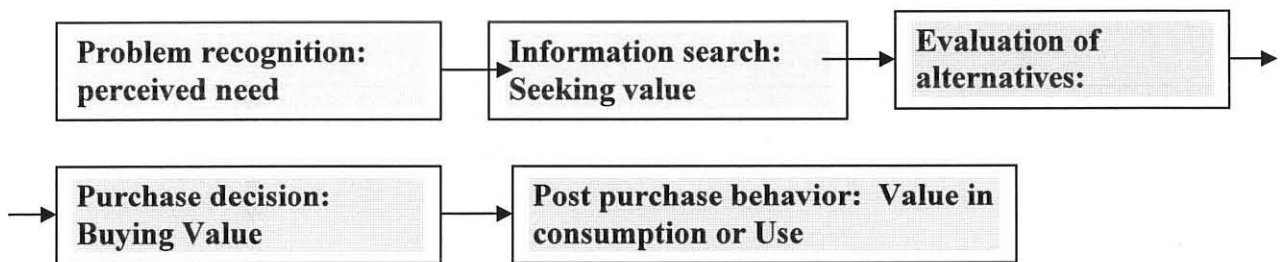 Problem recognition:
perceived need
Information search:
Seeking value
Evaluation of
alternatives:
Purchase decision:
Buying Value
Post purchase behavior: Value in
consumption or Use